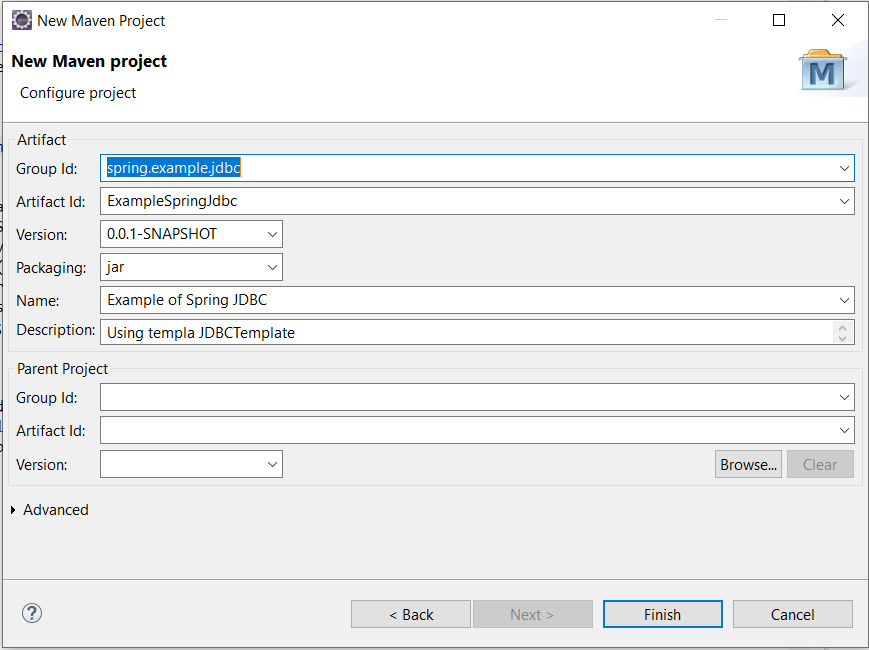 New Maven Project
New Maven project
Configure project
M
Artifact
Group Id: spring.example.jdbc
Artifact Id: ExampleSpringJdbc
Version: 0.0.1-SNAPSHOT
Packaging: jar
Name: Example of Spring JDBC
Description: Using templa JDBCTemplate
Parent Project
Group Id:
Artifact Id:
Version: Browse... Clear
Advanced
? < Back Next > Finish Cancel